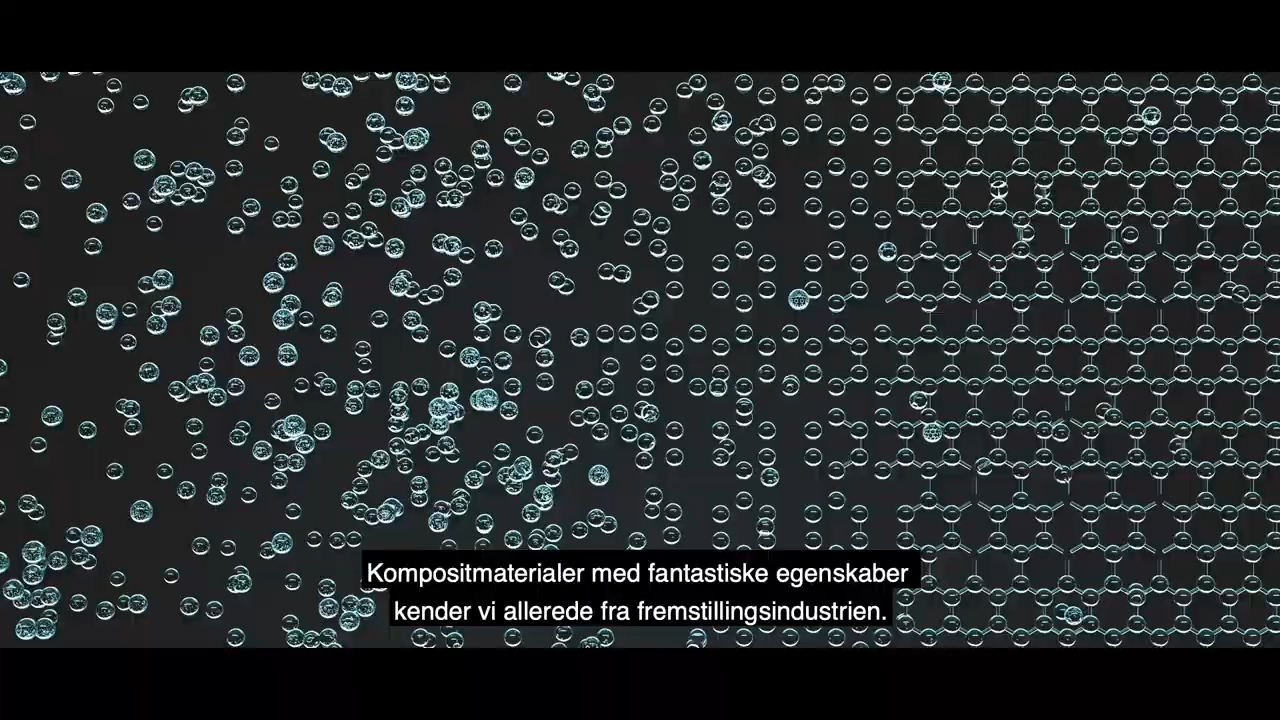 Kompositmaterialer med fantastiske egenskaber
kender vi allerede fra fremstillingsindustrien.